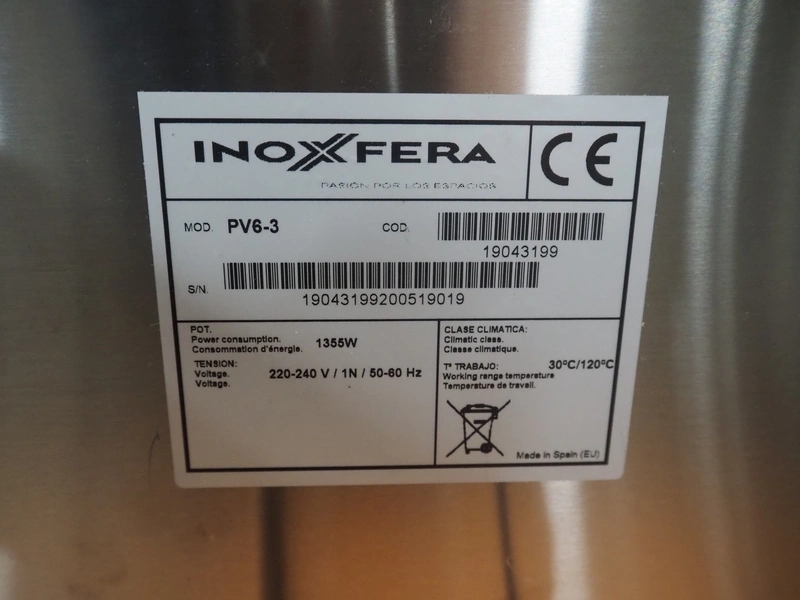 INOXFERA
PASIÓN POR LOS ESPACIOS
CE
MOD. PV6-3
COD.
19043199
S/N.
19043199200519019
POT.
Power consumption.
Consommation d'énergie.
1355W
TENSION:
Voltage.
Voltage.
220-240 V / 1N / 50-60 Hz
CLASE CLIMATICA:
Climatic class.
Classe climatique.
Tª TRABAJO: 30ºC/120ºC
Working range temperature
Temperature de travail.
Made in Spain (EU)